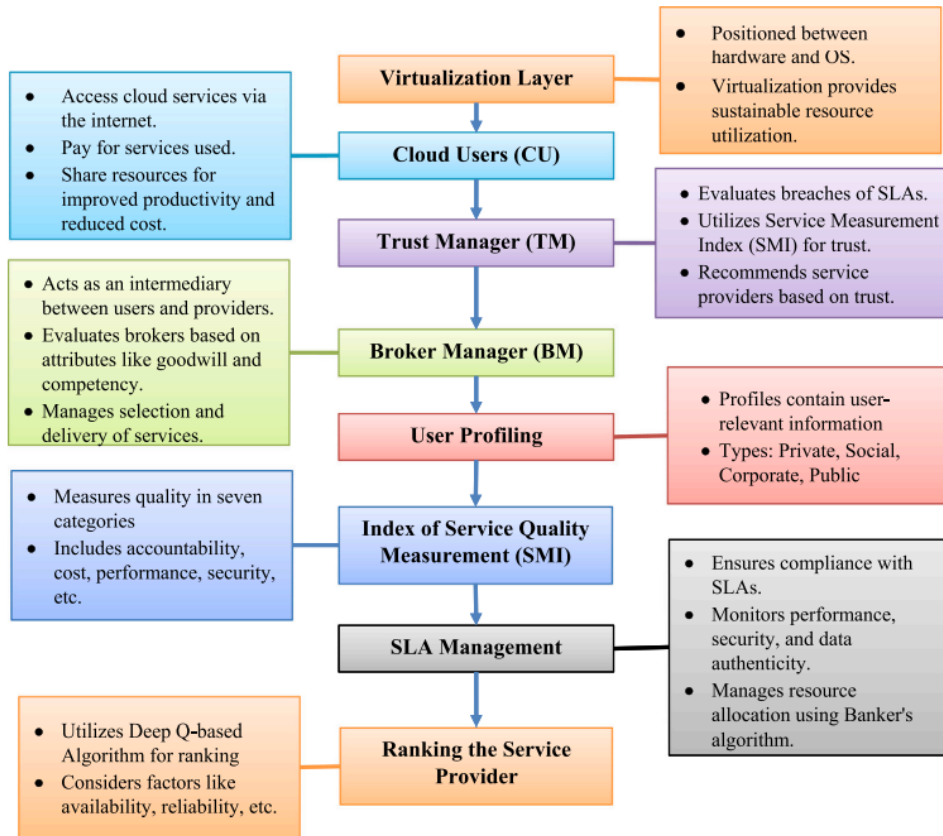 Virtualization Layer
● Positioned between
hardware and OS.
● Virtualization provides
sustainable resource
utilization.
● Access cloud services via
the internet.
● Pay for services used.
● Share resources for
improved productivity and
reduced cost.
Cloud Users (CU)
Trust Manager (TM)
● Evaluates breaches of SLAs.
● Utilizes Service Measurement
Index (SMI) for trust.
● Recommends service
providers based on trust.
● Acts as an intermediary
between users and providers.
● Evaluates brokers based on
attributes like goodwill and
competency.
● Manages selection and
delivery of services.
Broker Manager (BM)
User Profiling
● Profiles contain user-
relevant information
● Types: Private, Social,
Corporate, Public
● Measures quality in seven
categories
● Includes accountability,
cost, performance, security,
etc.
Index of Service Quality
Measurement (SMI)
SLA Management
● Ensures compliance with
SLAs.
● Monitors performance,
security, and data
authenticity.
● Manages resource
allocation using Banker's
algorithm.
● Utilizes Deep Q-based
Algorithm for ranking
● Considers factors like
availability, reliability, etc.
Ranking the Service
Provider